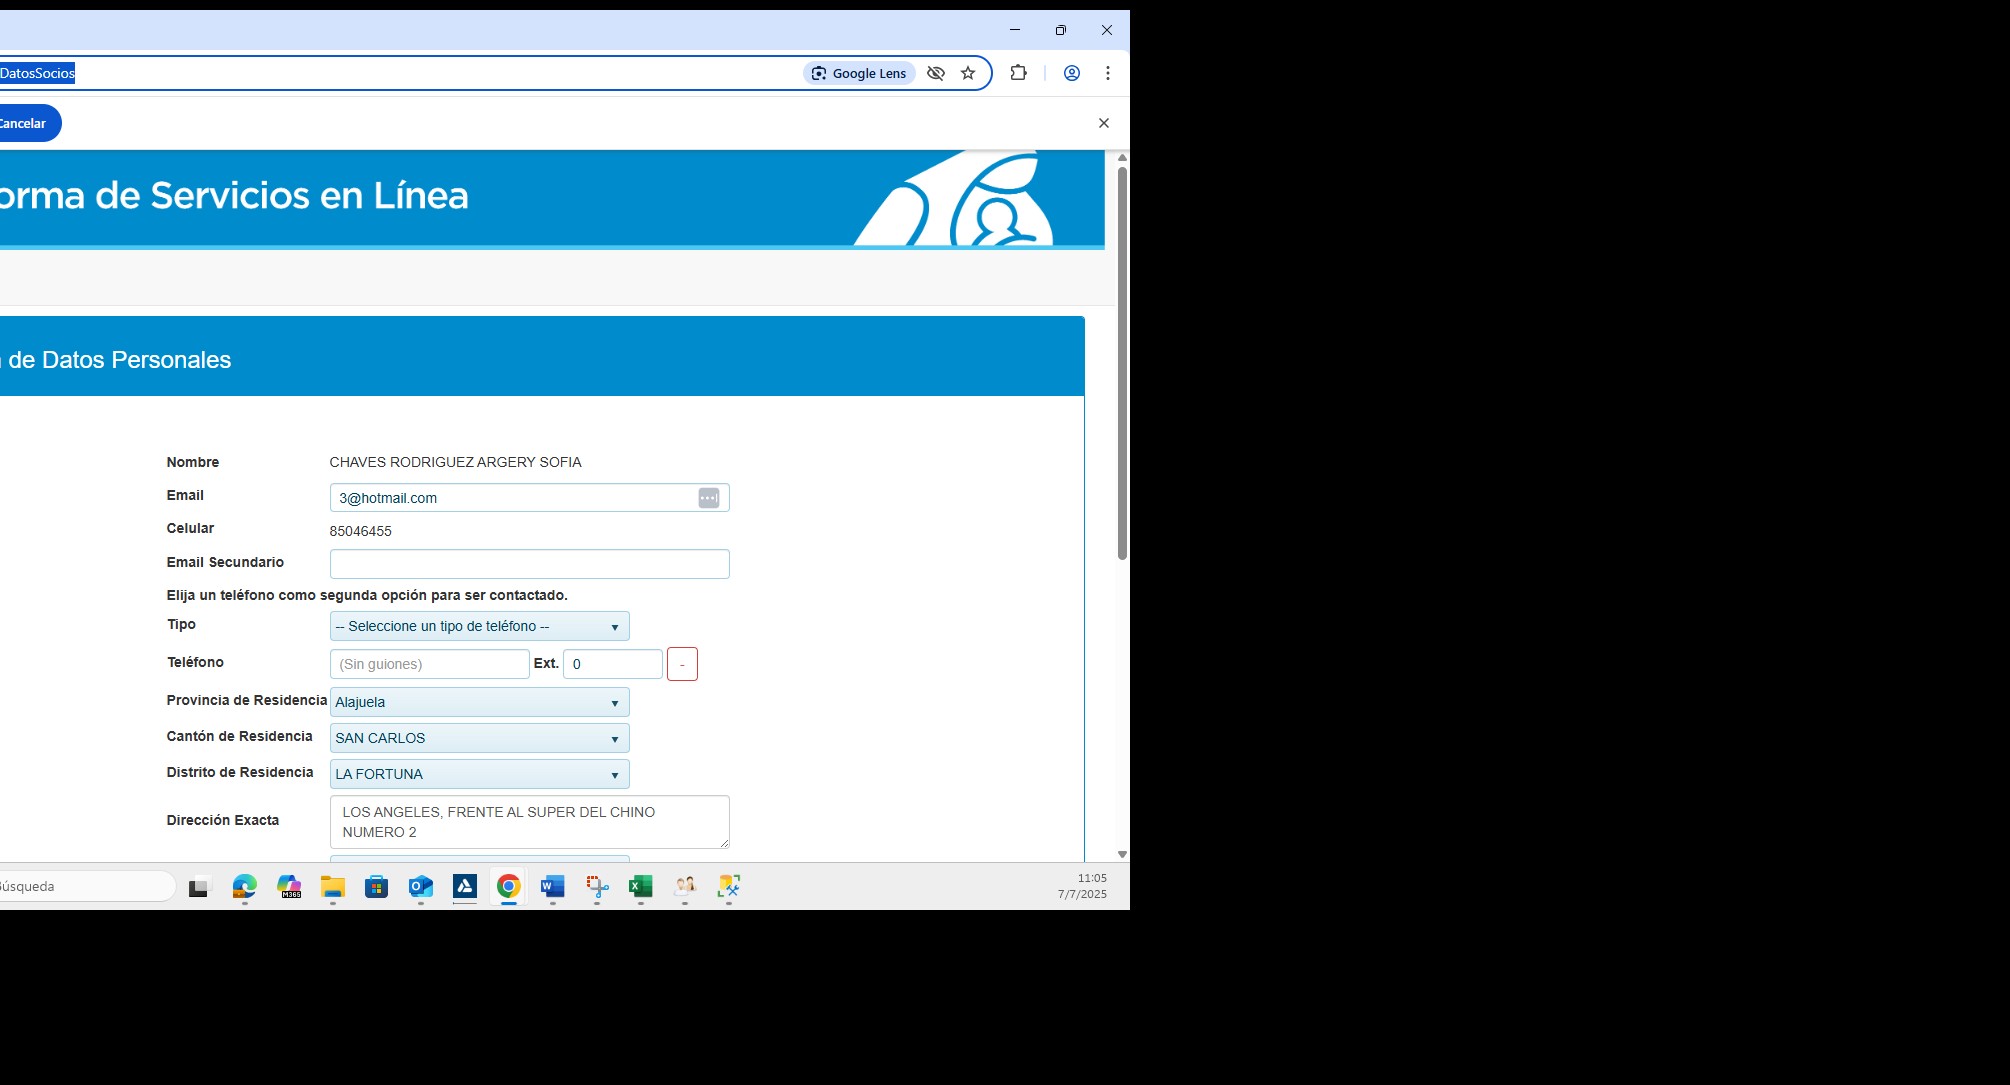 DatosSocios
Google Lens
Cancelar
orma de Servicios en Línea
de Datos Personales
Nombre CHAVES RODRIGUEZ ARGERY SOFIA
Email 3@hotmail.com
Celular 85046455
Email Secundario
Elija un teléfono como segunda opción para ser contactado.
Tipo -- Seleccione un tipo de teléfono --
Teléfono (Sin guiones) Ext. 0 -
Provincia de Residencia Alajuela
Cantón de Residencia SAN CARLOS
Distrito de Residencia LA FORTUNA
Dirección Exacta LOS ANGELES, FRENTE AL SUPER DEL CHINO
NUMERO 2
Búsqueda
M365
11:05
7/7/2025